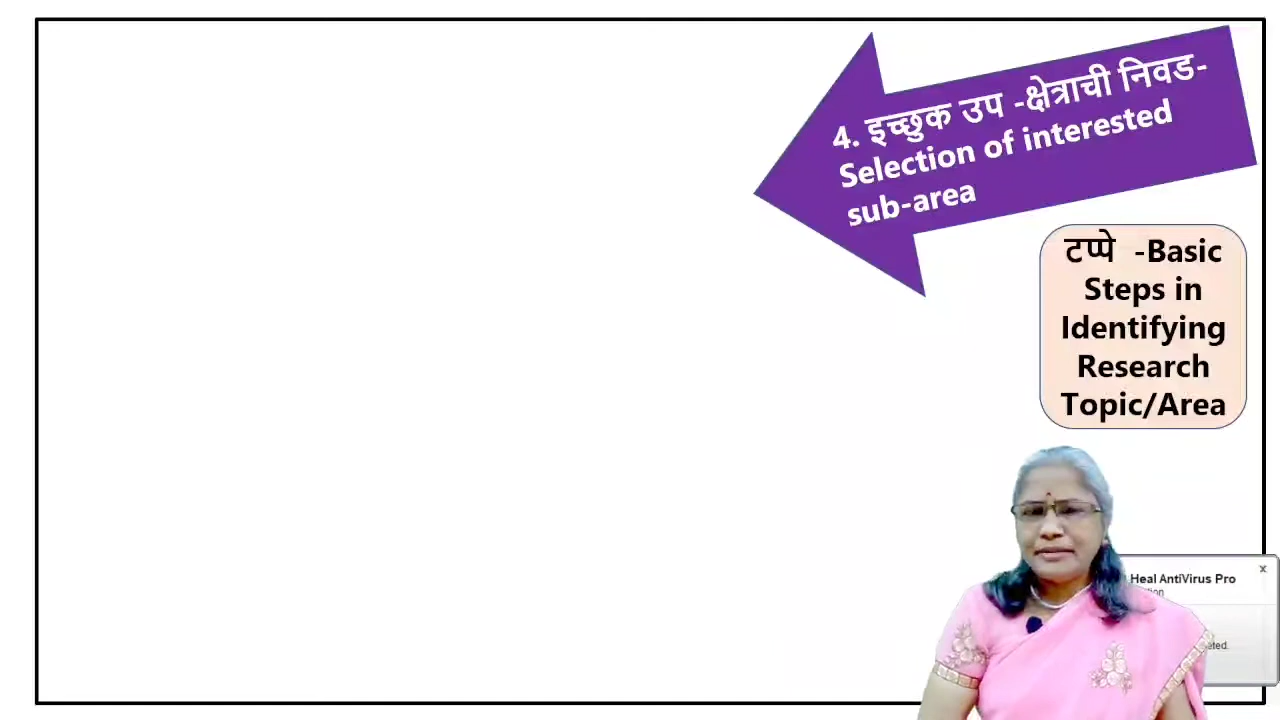 4. इच्छुक उप -क्षेत्राची निवड-
Selection of interested
sub-area
टप्पे -Basic
Steps in
Identifying
Research
Topic/Area
Heal AntiVirus Pro
x